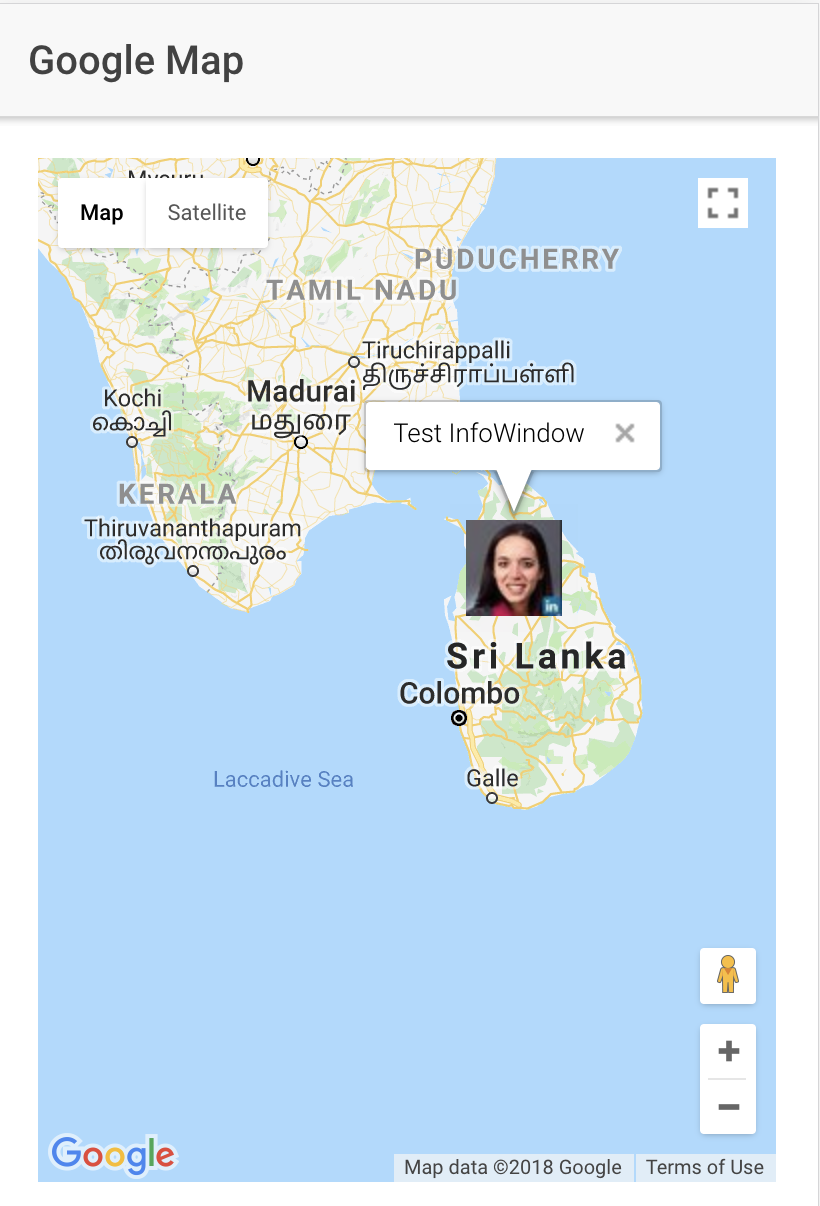 Google Map
Mysuru
Map Satellite
PUDUCHERRY
TAMIL NADU
Tiruchirappalli
திருச்சிராப்பள்ளி
Kochi
കൊച്ചി
Madurai
மதுரை
Test InfoWindow
KERALA
Thiruvananthapuram
തിരുവനന്തപുരം
in
Sri Lanka
Colombo
Laccadive Sea
Galle
Google
Map data ©2018 Google Terms of Use